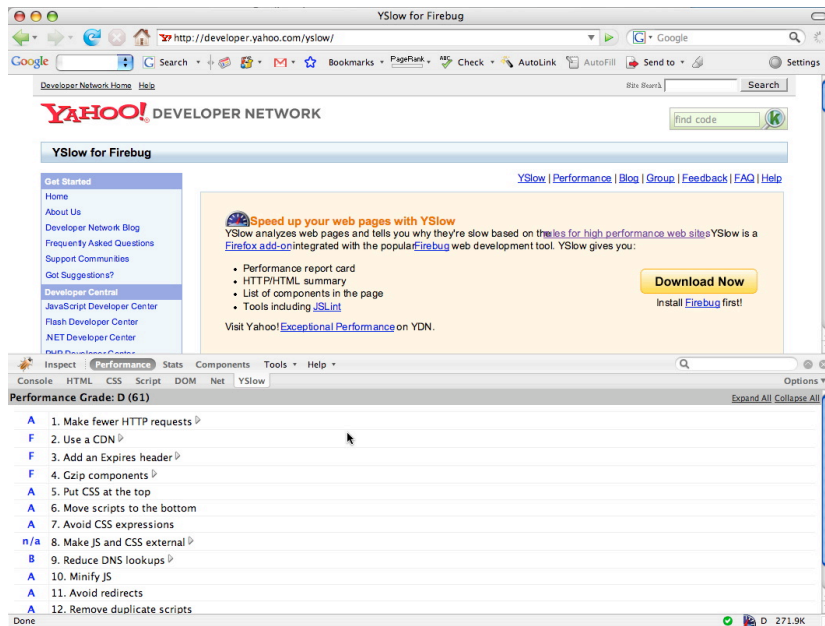 YSlow for Firebug
http://developer.yahoo.com/yslow/
G Google
Google G Search Bookmarks PageRank ABC Check AutoLink AutoFill Send to Settings
Developer Network Home Help Site Search Search
YAHOO! DEVELOPER NETWORK
find code
YSlow for Firebug
Get Started
YSlow | Performance | Blog | Group | Feedback | FAQ | Help
Home
About Us
Developer Network Blog
Frequently Asked Questions
Support Communities
Got Suggestions?
Developer Central
JavaScript Developer Center
Flash Developer Center
.NET Developer Center
PHP Developer Center
Speed up your web pages with YSlow
YSlow analyzes web pages and tells you why they're slow based on the rules for high performance web sites YSlow is a
Firefox add-on integrated with the popular Firebug web development tool. YSlow gives you:
• Performance report card
• HTTP/HTML summary
• List of components in the page
• Tools including JSLint
Visit Yahoo! Exceptional Performance on YDN.
Download Now
Install Firebug first!
Inspect Performance Stats Components Tools Help
Console HTML CSS Script DOM Net YSlow Options
Performance Grade: D (61) Expand All Collapse All
A 1. Make fewer HTTP requests
F 2. Use a CDN
F 3. Add an Expires header
F 4. Gzip components
A 5. Put CSS at the top
A 6. Move scripts to the bottom
A 7. Avoid CSS expressions
n/a 8. Make JS and CSS external
B 9. Reduce DNS lookups
A 10. Minify JS
A 11. Avoid redirects
A 12. Remove duplicate scripts
Done D 271.9K